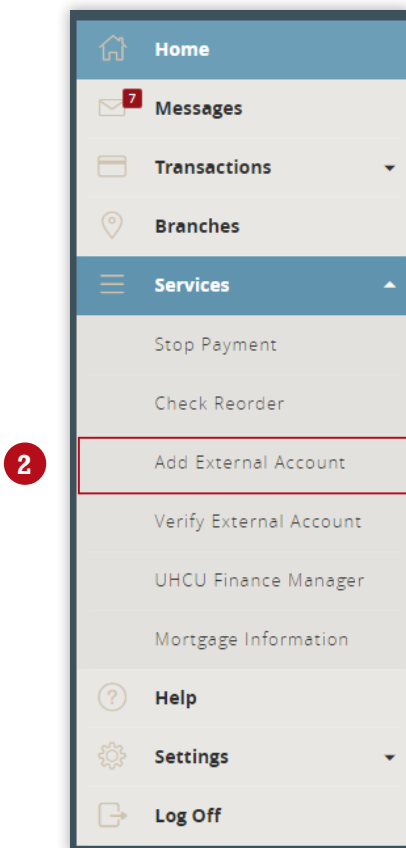 Home
7
Messages
Transactions
Branches
Services
Stop Payment
Check Reorder
2
Add External Account
Verify External Account
UHCU Finance Manager
Mortgage Information
?
Help
Settings
Log Off